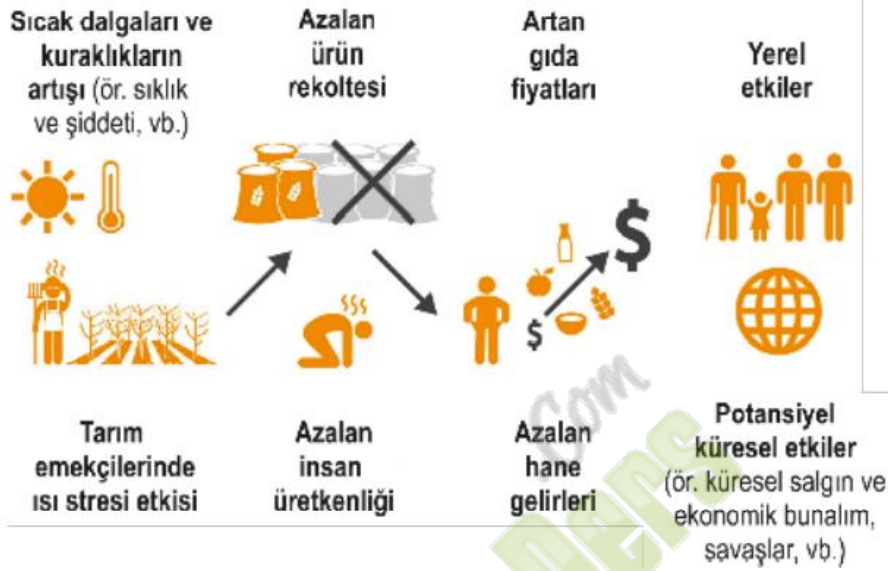 Sıcak dalgaları ve
kuraklıkların
artışı (ör. sıklık
ve şiddeti, vb.)
Azalan
ürün
rekoltesi
Artan
gıda
fiyatları
Yerel
etkiler
$
$
Tarım
emekçilerinde
ısı stresi etkisi
Azalan
insan
üretkenliği
Azalan
hane
gelirleri
Potansiyel
küresel etkiler
(ör. küresel salgın ve
ekonomik bunalım,
savaşlar, vb.)
.Com
Ders